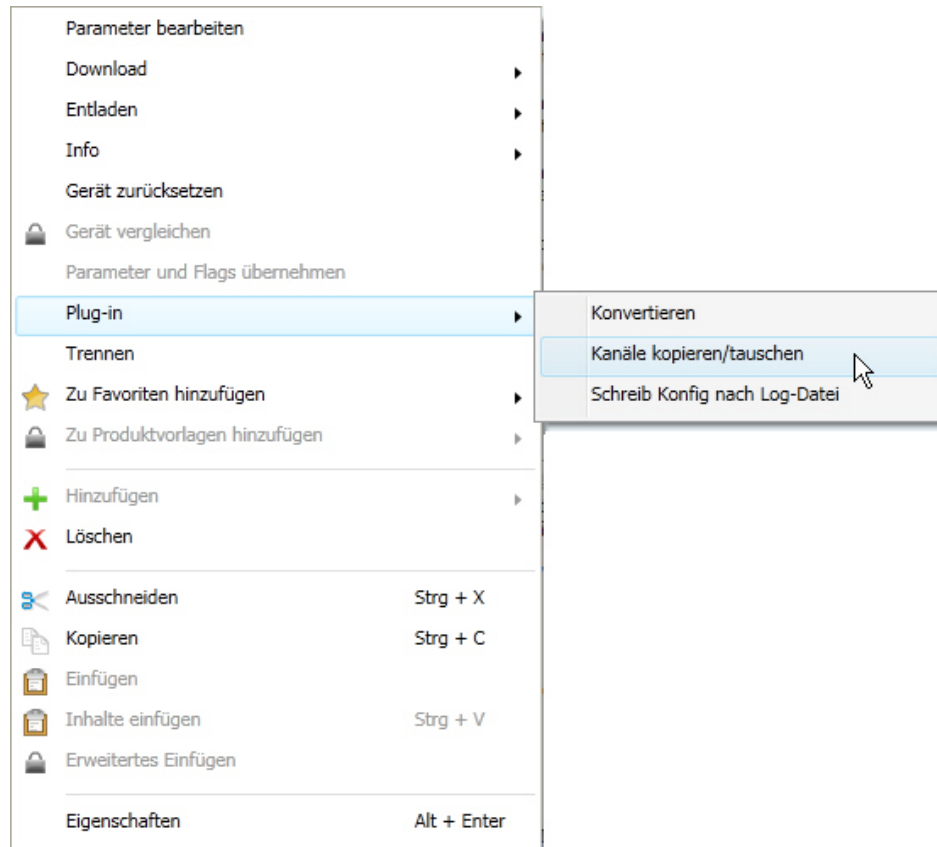 Parameter bearbeiten
Download
Entladen
Info
Gerät zurücksetzen
Gerät vergleichen
Parameter und Flags übernehmen
Plug-in
Konvertieren
Trennen
Kanäle kopieren/tauschen
Zu Favoriten hinzufügen
Schreib Konfig nach Log-Datei
Zu Produktvorlagen hinzufügen
Hinzufügen
Löschen
Ausschneiden Strg + X
Kopieren Strg + C
Einfügen
Inhalte einfügen Strg + V
Erweitertes Einfügen
Eigenschaften Alt + Enter